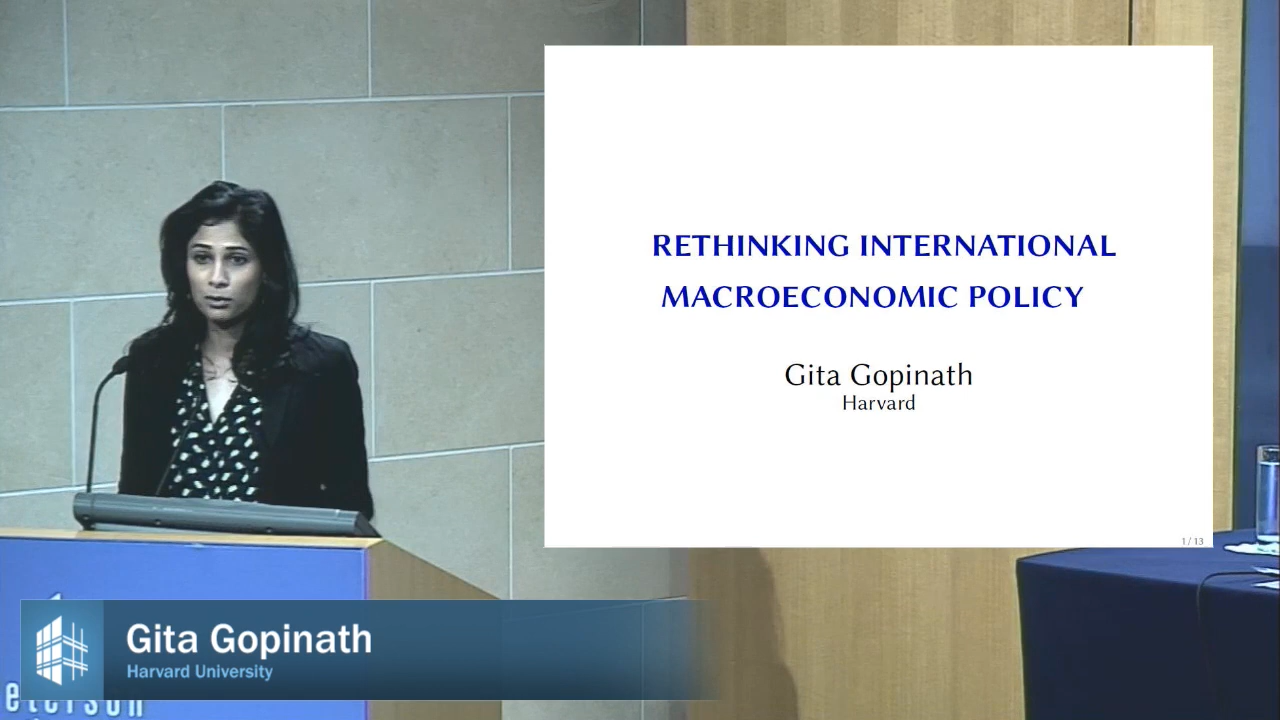 RETHINKING INTERNATIONAL
MACROECONOMIC POLICY
Gita Gopinath
Harvard
1 / 13
Gita Gopinath
Harvard University